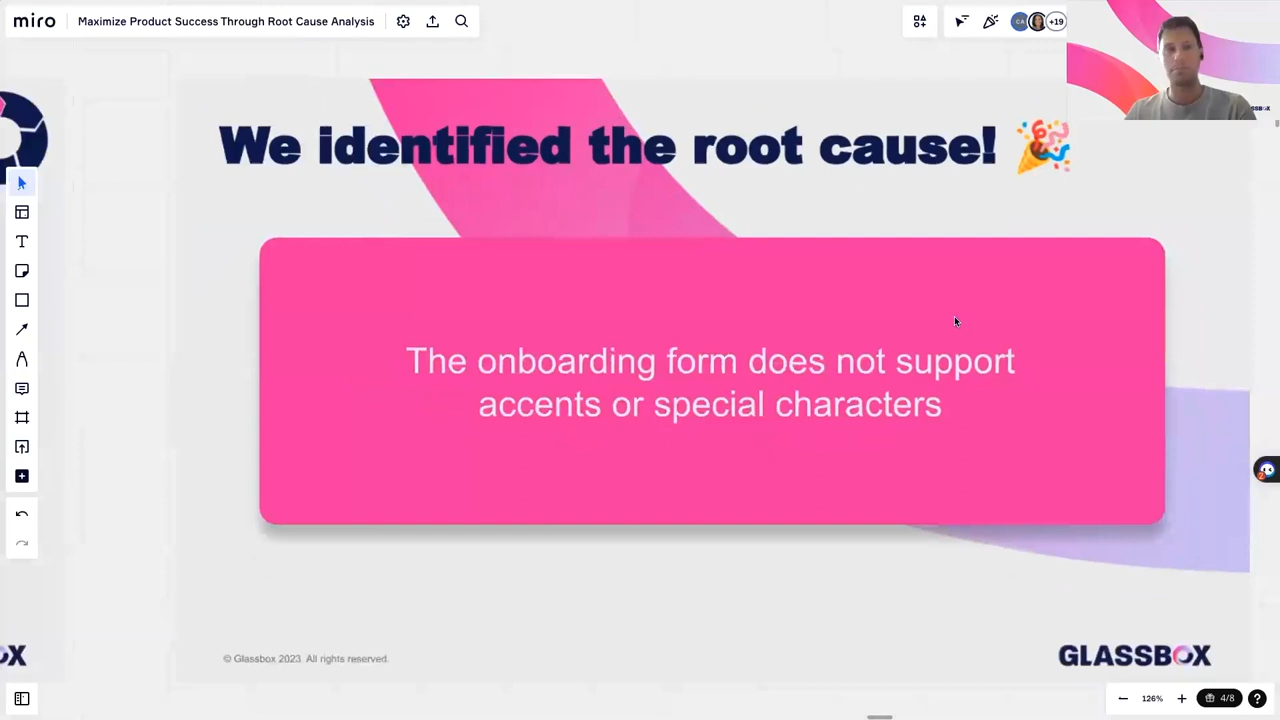 miro Maximize Product Success Through Root Cause Analysis
CA +19
We identified the root cause! 🎉
The onboarding form does not support
accents or special characters
© Glassbox 2023 All rights reserved.
GLASSBOX
126% 4/8